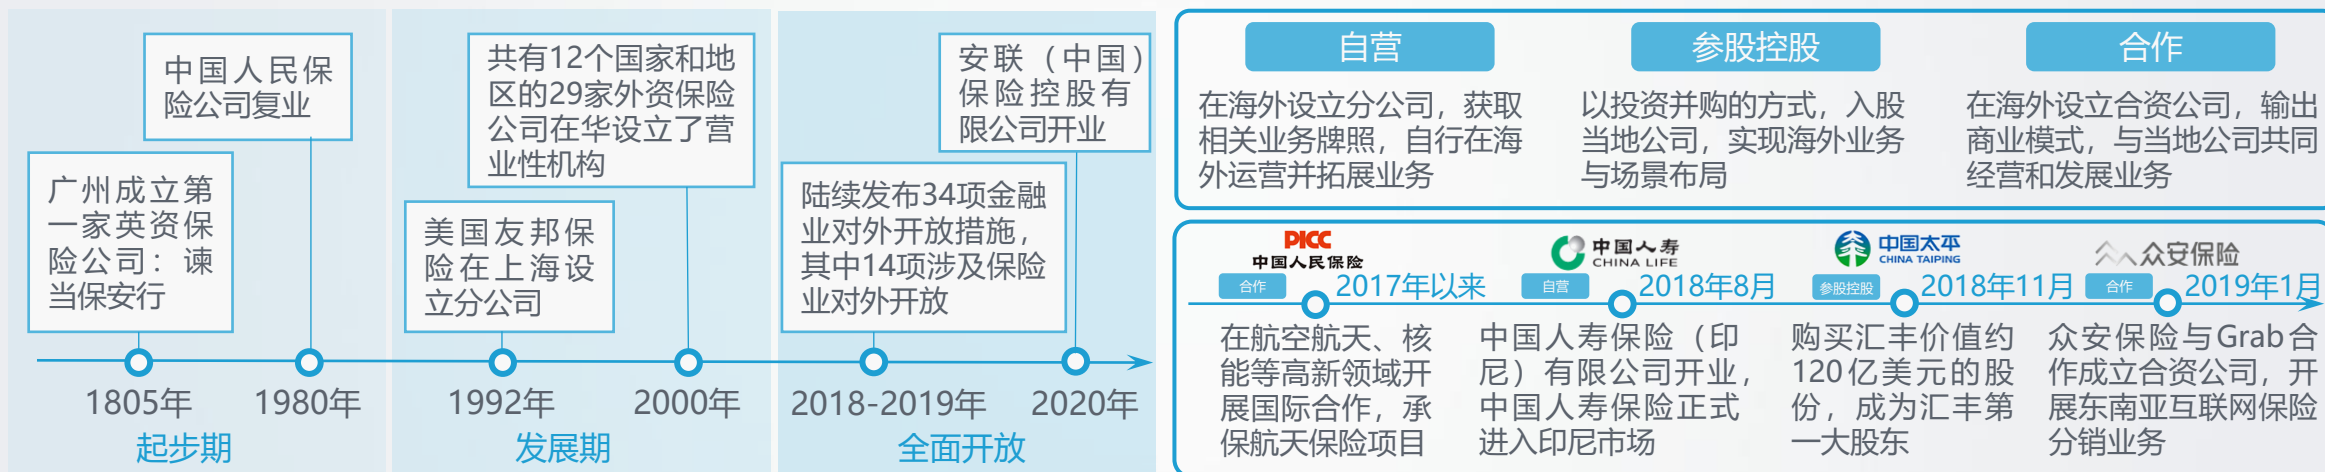 中国人民保
险公司复业
广州成立第
一家英资保
险公司：谏
当保安行
共有12个国家和地
区的29家外资保险
公司在华设立了营
业性机构
美国友邦保
险在上海设
立分公司
安联（中国）
保险控股有
限公司开业
陆续发布34项金融
业对外开放措施，
其中14项涉及保险
业对外开放
1805年
1980年
1992年
2000年
2018-2019年
2020年
起步期
发展期
全面开放
自营
在海外设立分公司，获取
相关业务牌照，自行在海
外运营并拓展业务
参股控股
以投资并购的方式，入股
当地公司，实现海外业务
与场景布局
合作
在海外设立合资公司，输出
商业模式，与当地公司共同
经营和发展业务
PICC
中国人民保险
合作
2017年以来
在航空航天、核
能等高新领域开
展国际合作，承
保航天保险项目
中国人寿
CHINA LIFE
自营
2018年8月
中国人寿保险（印
尼）有限公司开业，
中国人寿保险正式
进入印尼市场
中国太平
CHINA TAIPING
参股控股
2018年11月
购买汇丰价值约
120亿美元的股
份，成为汇丰第
一大股东
众安保险
合作
2019年1月
众安保险与Grab合
作成立合资公司，开
展东南亚互联网保险
分销业务